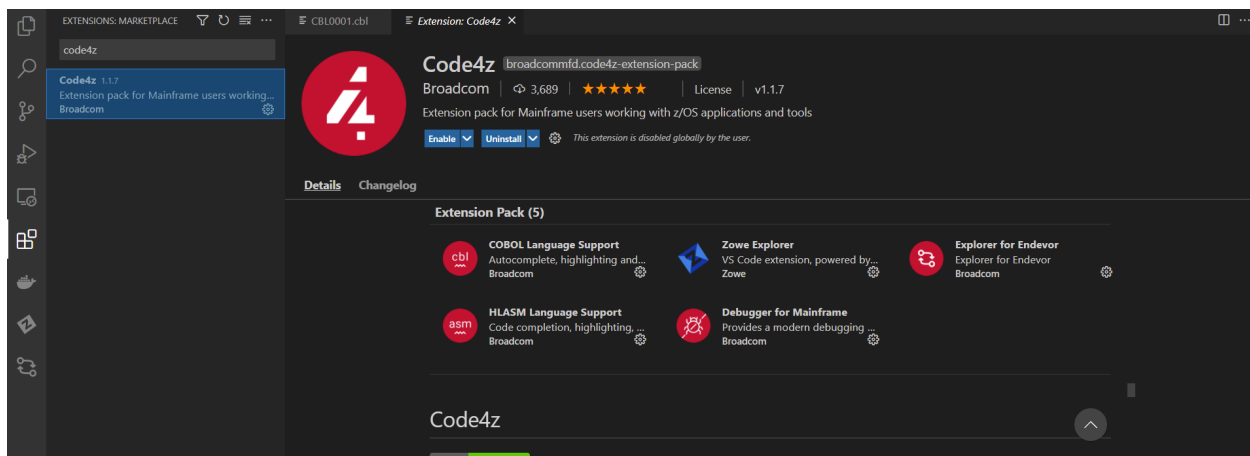 EXTENSIONS: MARKETPLACE
code4z
Code4z 1.1.7
Extension pack for Mainframe users working...
Broadcom
CBL0001.cbl
Extension: Code4z
Code4z broadcommfd.code4z-extension-pack
Broadcom 3,689 License v1.1.7
Extension pack for Mainframe users working with z/OS applications and tools
Enable Uninstall This extension is disabled globally by the user.
Details Changelog
Extension Pack (5)
cbl
COBOL Language Support
Autocomplete, highlighting and...
Broadcom
Zowe Explorer
VS Code extension, powered by...
Zowe
Explorer for Endevor
Explorer for Endevor
Broadcom
asm
HLASM Language Support
Code completion, highlighting, ...
Broadcom
Debugger for Mainframe
Provides a modern debugging ...
Broadcom
Code4z